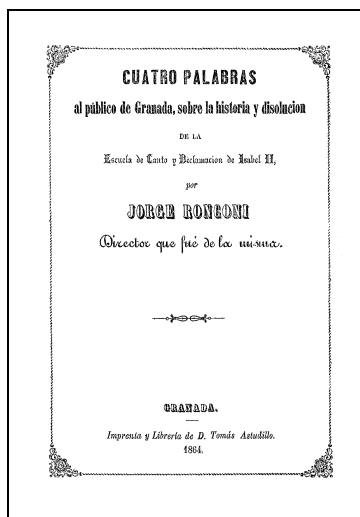 CUATRO PALABRAS
al público de Granada, sobre la historia y disolucion
DE LA
Escuela de Canto y Declamacion de Isabel II,
por
JORGE RONCONI
Director que fué de la misma.
GRANADA.
Imprenta y Librería de D. Tomás Astudillo.
1864.